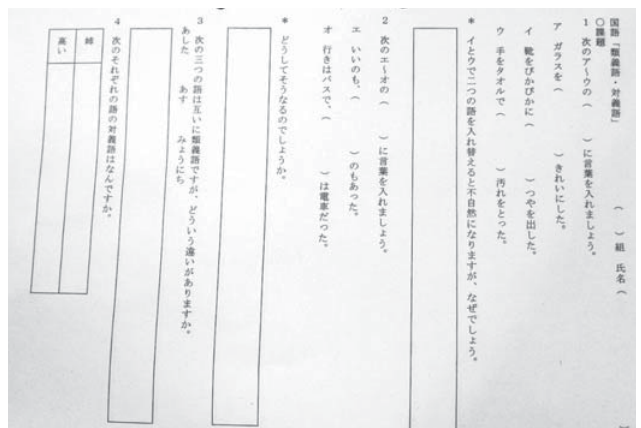 国語「類義語・対義語」
(　　)組　氏名(
〇課題
1　次のア〜ウの(　　)に言葉を入れましょう。
ア　ガラスを(　　)きれいにした。
イ　靴をぴかぴかに(　　)つやを出した。
ウ　手をタオルで(　　)汚れをとった。
＊　イとウで二つの語を入れ替えると不自然になりますが、なぜでしょう。
2　次のエ〜オの(　　)に言葉を入れましょう。
エ　いいのも、(　　)のもあった。
オ　行きはバスで、(　　)は電車だった。
＊　どうしてそうなるのでしょうか。
3　次の三つの語は互いに類義語ですが、どういう違いがありますか。
あした　あす　みょうにち
4　次のそれぞれの語の対義語はなんですか。
姉
高い